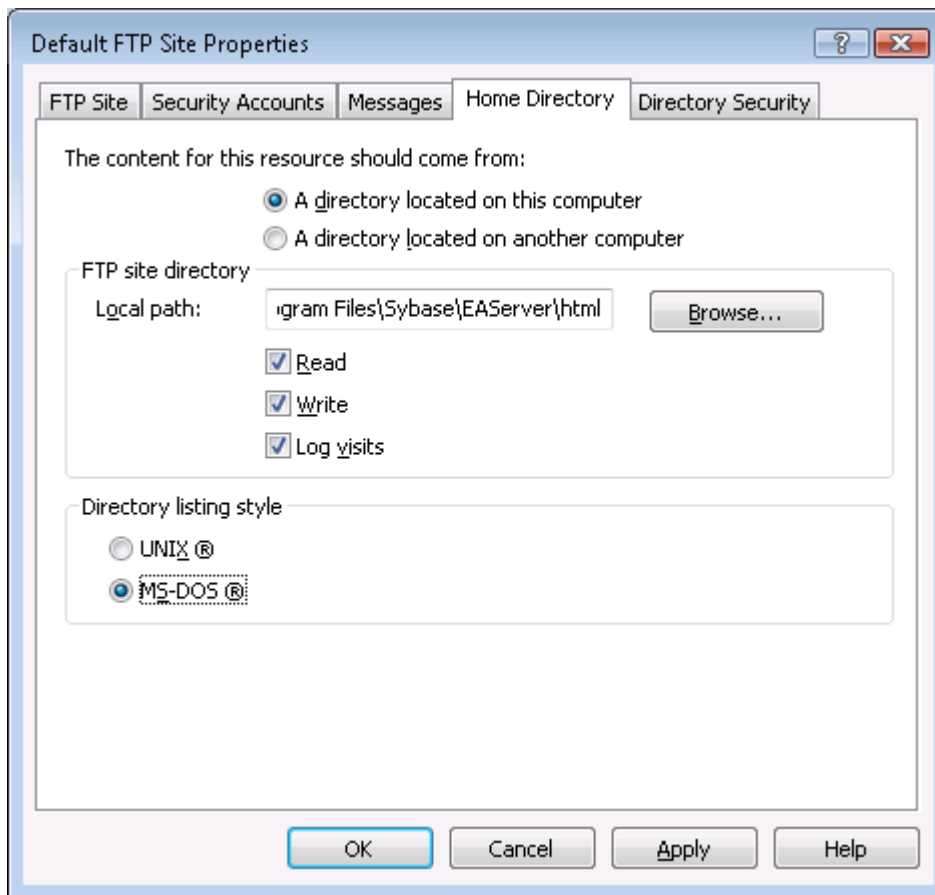 Default FTP Site Properties
FTP Site Security Accounts Messages Home Directory Directory Security
The content for this resource should come from:
A directory located on this computer
A directory located on another computer
FTP site directory
Local path: gram Files\Sybase\EAServer\html Browse...
Read
Write
Log visits
Directory listing style
UNIX ®
MS-DOS ®
OK Cancel Apply Help